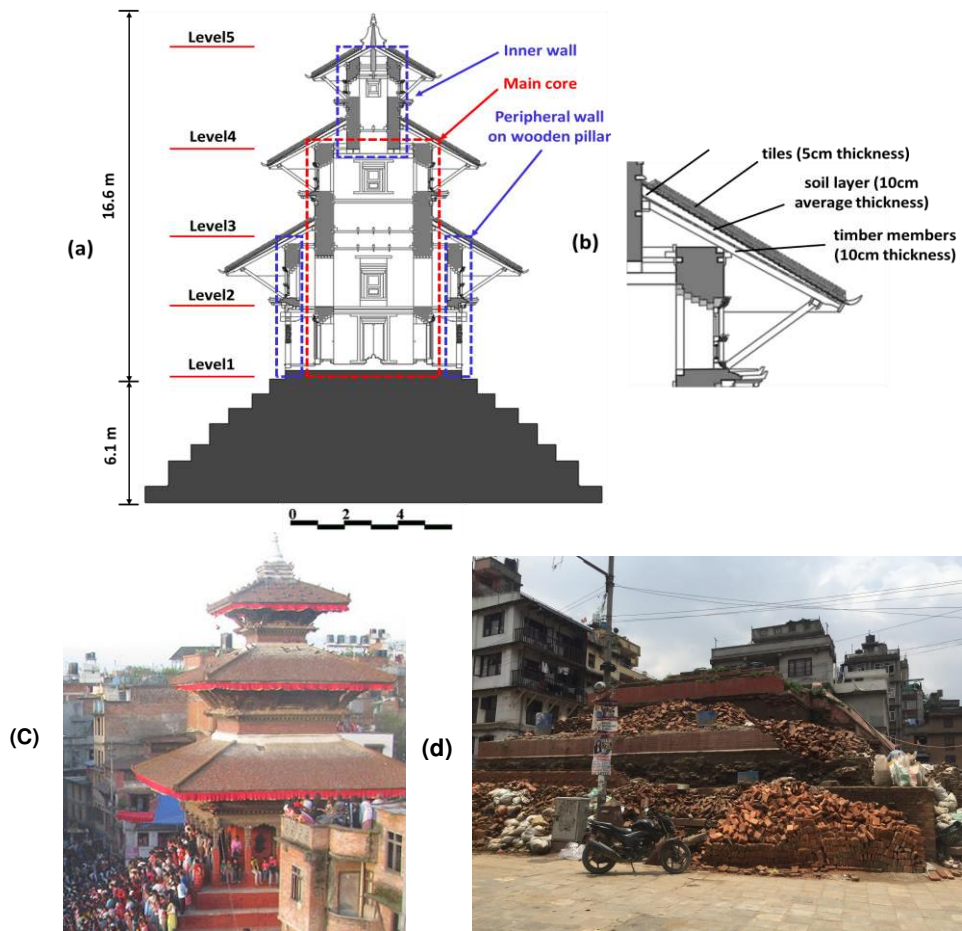 Level5
Inner wall
Main core
Level4
Peripheral wall
on wooden pillar
16.6 m
tiles (5cm thickness)
soil layer (10cm
average thickness)
(a)
Level3
(b)
timber members
(10cm thickness)
Level2
Level1
6.1 m
0 2 4
(C)
(d)